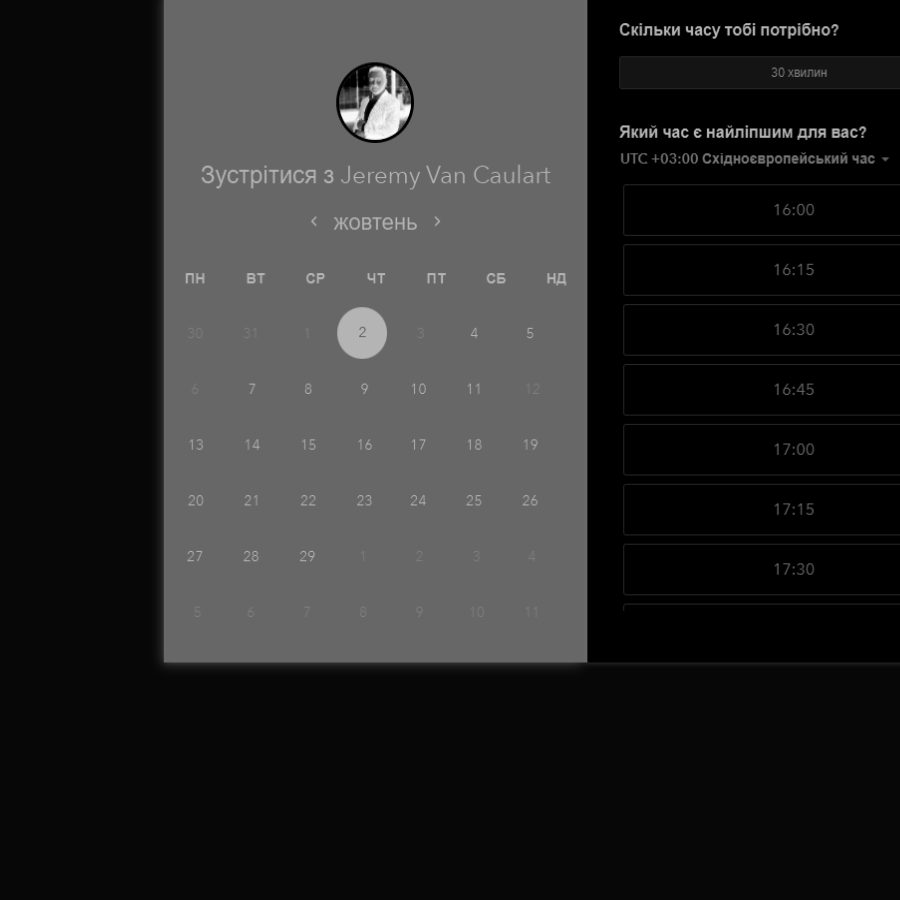 Зустрітися з Jeremy Van Caulart
жовтень
ПН ВТ СР ЧТ ПТ СБ НД
30 31 1 2 3 4 5
6 7 8 9 10 11 12
13 14 15 16 17 18 19
20 21 22 23 24 25 26
27 28 29 1 2 3 4
5 6 7 8 9 10 11
Скільки часу тобі потрібно?
30 хвилин
Який час є найліпшим для вас?
UTC +03:00 Східноєвропейський час
16:00
16:15
16:30
16:45
17:00
17:15
17:30